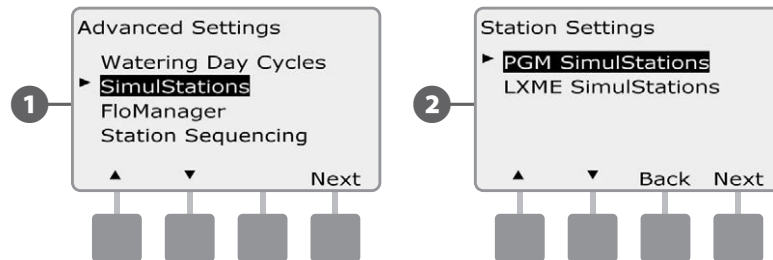 1
Advanced Settings
Watering Day Cycles
► SimulStations
FloManager
Station Sequencing
▲ ▼ Next
2
Station Settings
► PGM SimulStations
LXME SimulStations
▲ ▼ Back Next